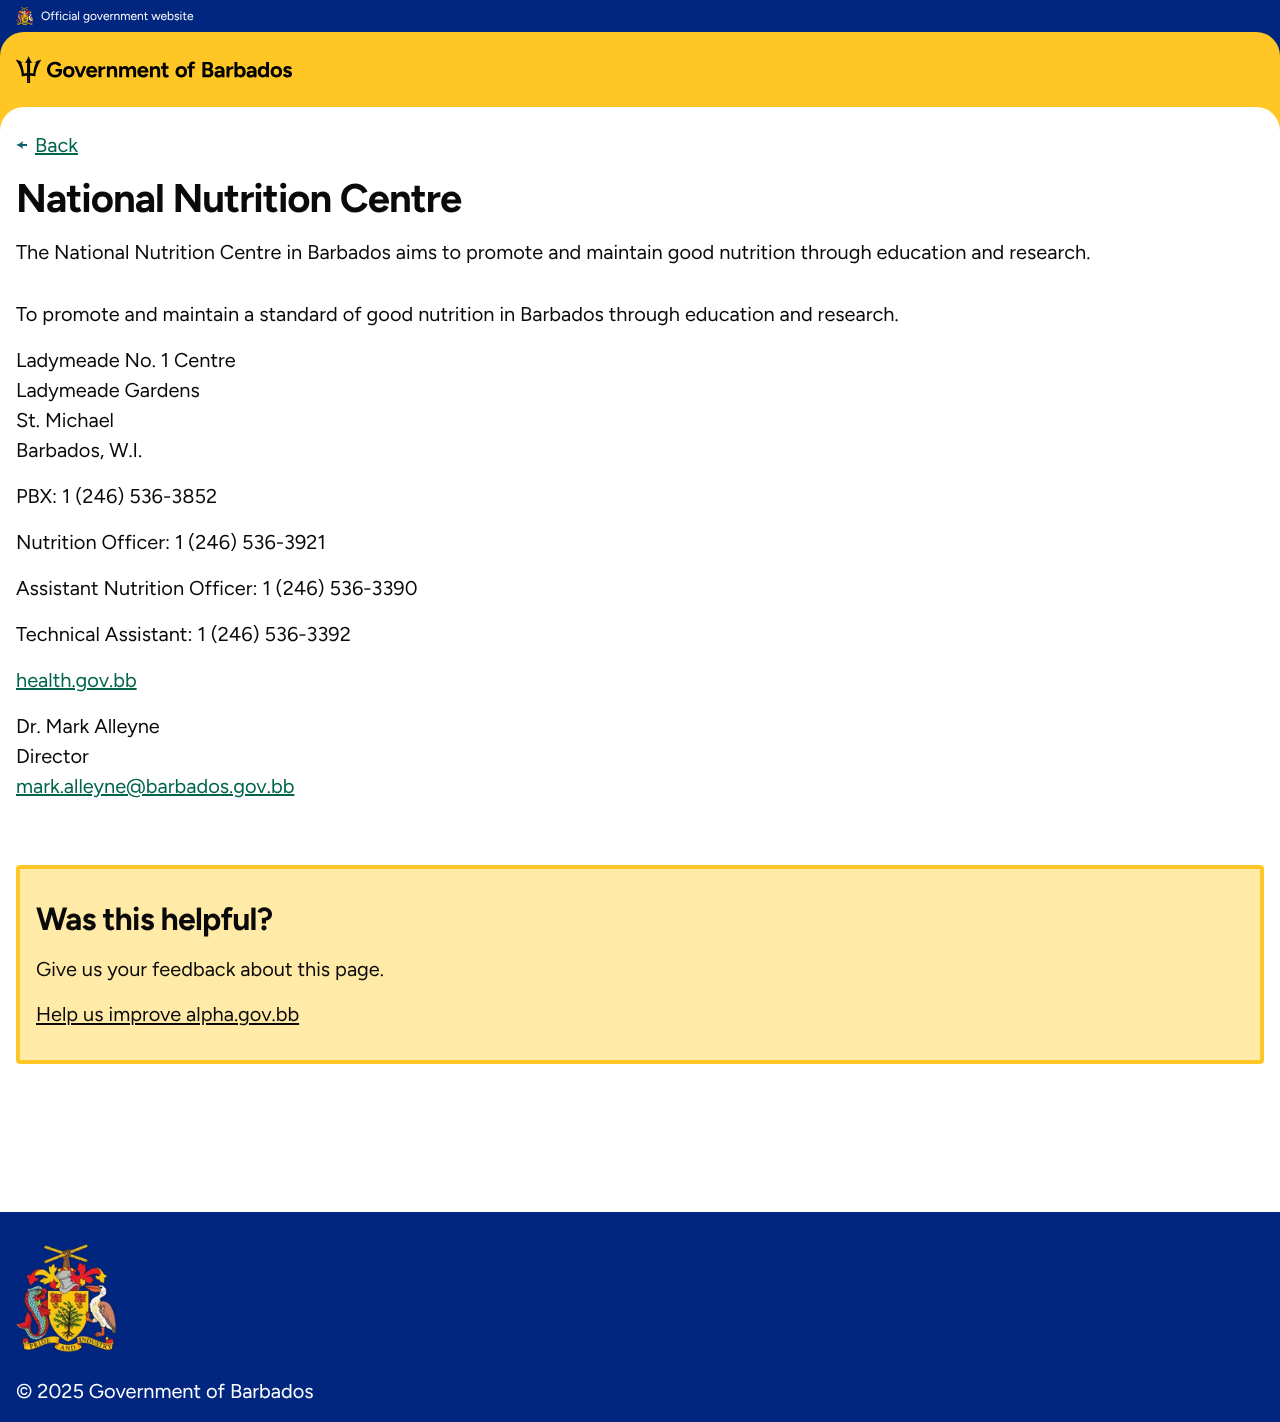 Official government website
Government of Barbados
Back
National Nutrition Centre
The National Nutrition Centre in Barbados aims to promote and maintain good nutrition through education and research.
To promote and maintain a standard of good nutrition in Barbados through education and research.
Ladymeade No. 1 Centre
Ladymeade Gardens
St. Michael
Barbados, W.I.
PBX: 1 (246) 536-3852
Nutrition Officer: 1 (246) 536-3921
Assistant Nutrition Officer: 1 (246) 536-3390
Technical Assistant: 1 (246) 536-3392
health.gov.bb
Dr. Mark Alleyne
Director
mark.alleyne@barbados.gov.bb
Was this helpful?
Give us your feedback about this page.
Help us improve alpha.gov.bb
PRIDE AND INDUSTRY
© 2025 Government of Barbados